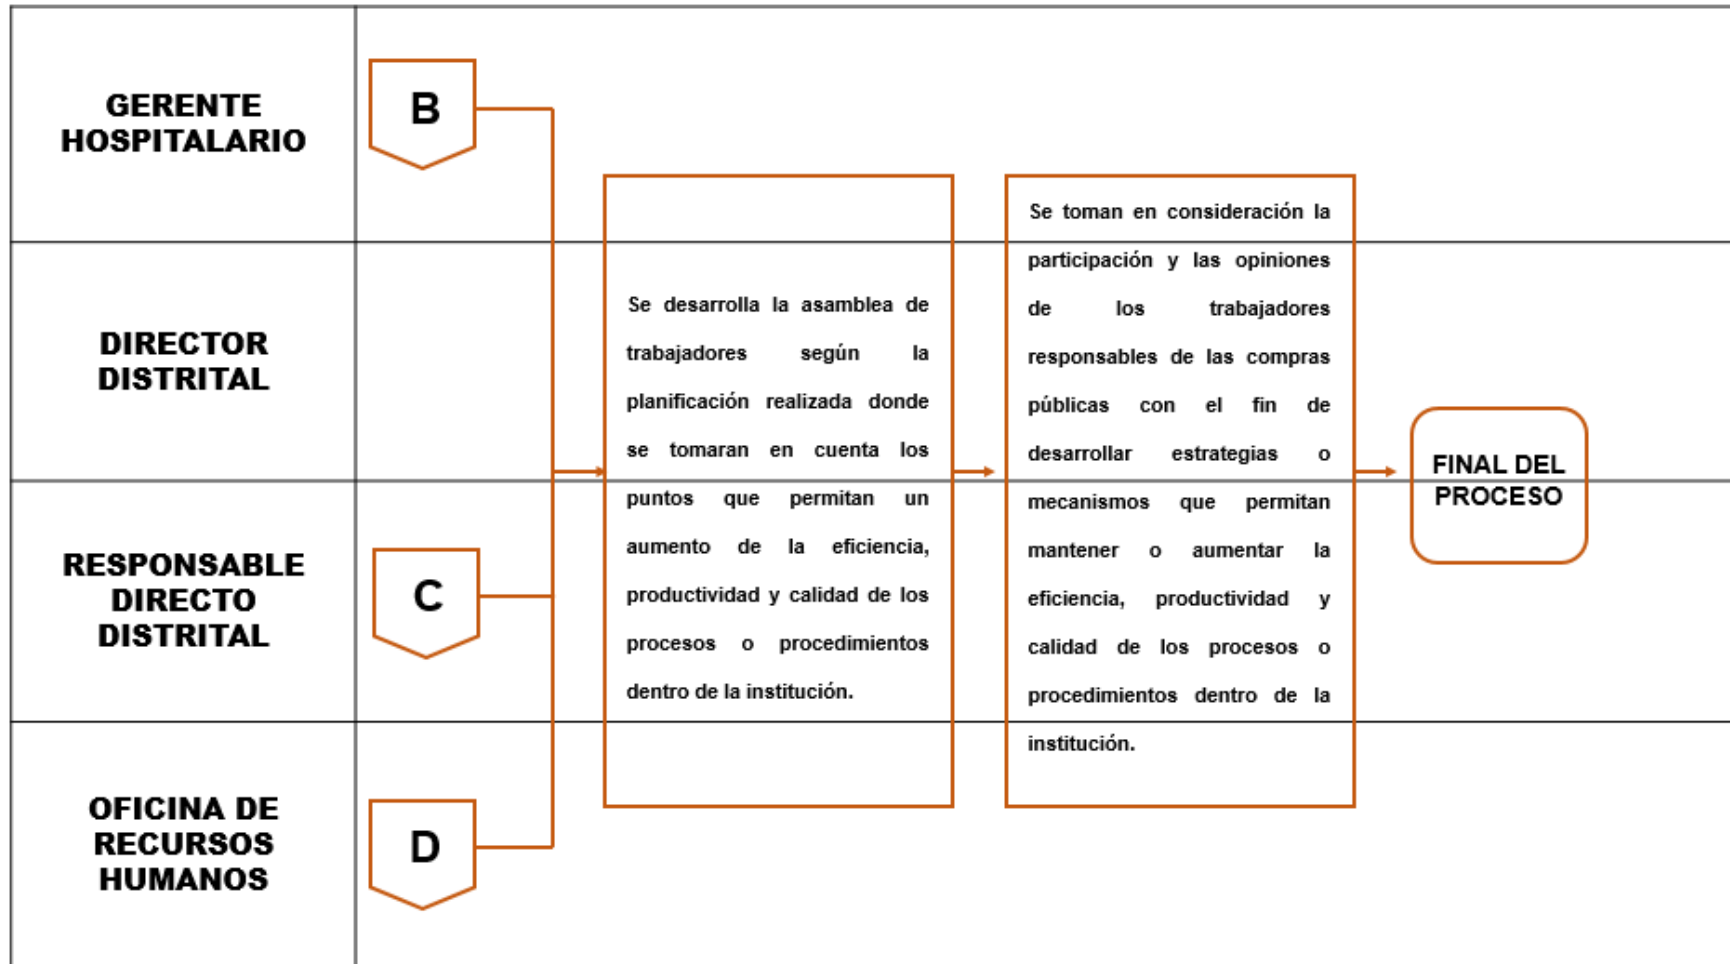 GERENTE
HOSPITALARIO
B
DIRECTOR
DISTRITAL
RESPONSABLE
DIRECTO
DISTRITAL
C
OFICINA DE
RECURSOS
HUMANOS
D
Se desarrolla la asamblea de
trabajadores según la
planificación realizada donde
se tomaran en cuenta los
puntos que permitan un
aumento de la eficiencia,
productividad y calidad de los
procesos o procedimientos
dentro de la institución.
Se toman en consideración la
participación y las opiniones
de los trabajadores
responsables de las compras
públicas con el fin de
desarrollar estrategias o
mecanismos que permitan
mantener o aumentar la
eficiencia, productividad y
calidad de los procesos o
procedimientos dentro de la
institución.
FINAL DEL
PROCESO